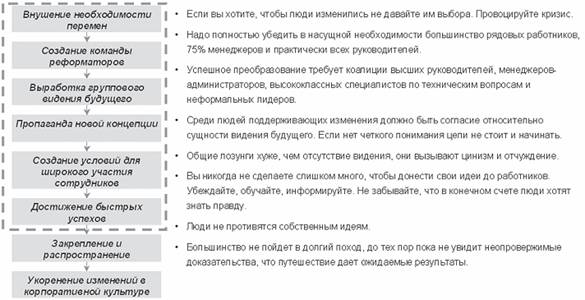 Внушение необходимости
перемен
Создание команды
реформаторов
Выработка группового
видения будущего
Пропаганда новой концепции
Создание условий для
широкого участия
сотрудников
Достижение быстрых
успехов
Закрепление и
распространение
Укоренение изменений в
корпоративной культуре
• Если вы хотите, чтобы люди изменились не давайте им выбора. Провоцируйте кризис.
• Надо полностью убедить в насущной необходимости большинство рядовых работников,
75% менеджеров и практически всех руководителей.
• Успешное преобразование требует коалиции высших руководителей, менеджеров-
администраторов, высококлассных специалистов по техническим вопросам и
неформальных лидеров.
• Среди людей поддерживающих изменения должно быть согласие относительно
сущности видения будущего. Если нет четкого понимания цели не стоит и начинать.
• Общие лозунги хуже, чем отсутствие видения, они вызывают цинизм и отчуждение.
• Вы никогда не сделаете слишком много, чтобы донести свои идеи до работников.
Убеждайте, обучайте, информируйте. Не забывайте, что в конечном счете люди хотят
знать правду.
• Люди не противятся собственным идеям.
• Большинство не пойдет в долгий поход, до тех пор пока не увидит неопровержимые
доказательства, что путешествие дает ожидаемые результаты.